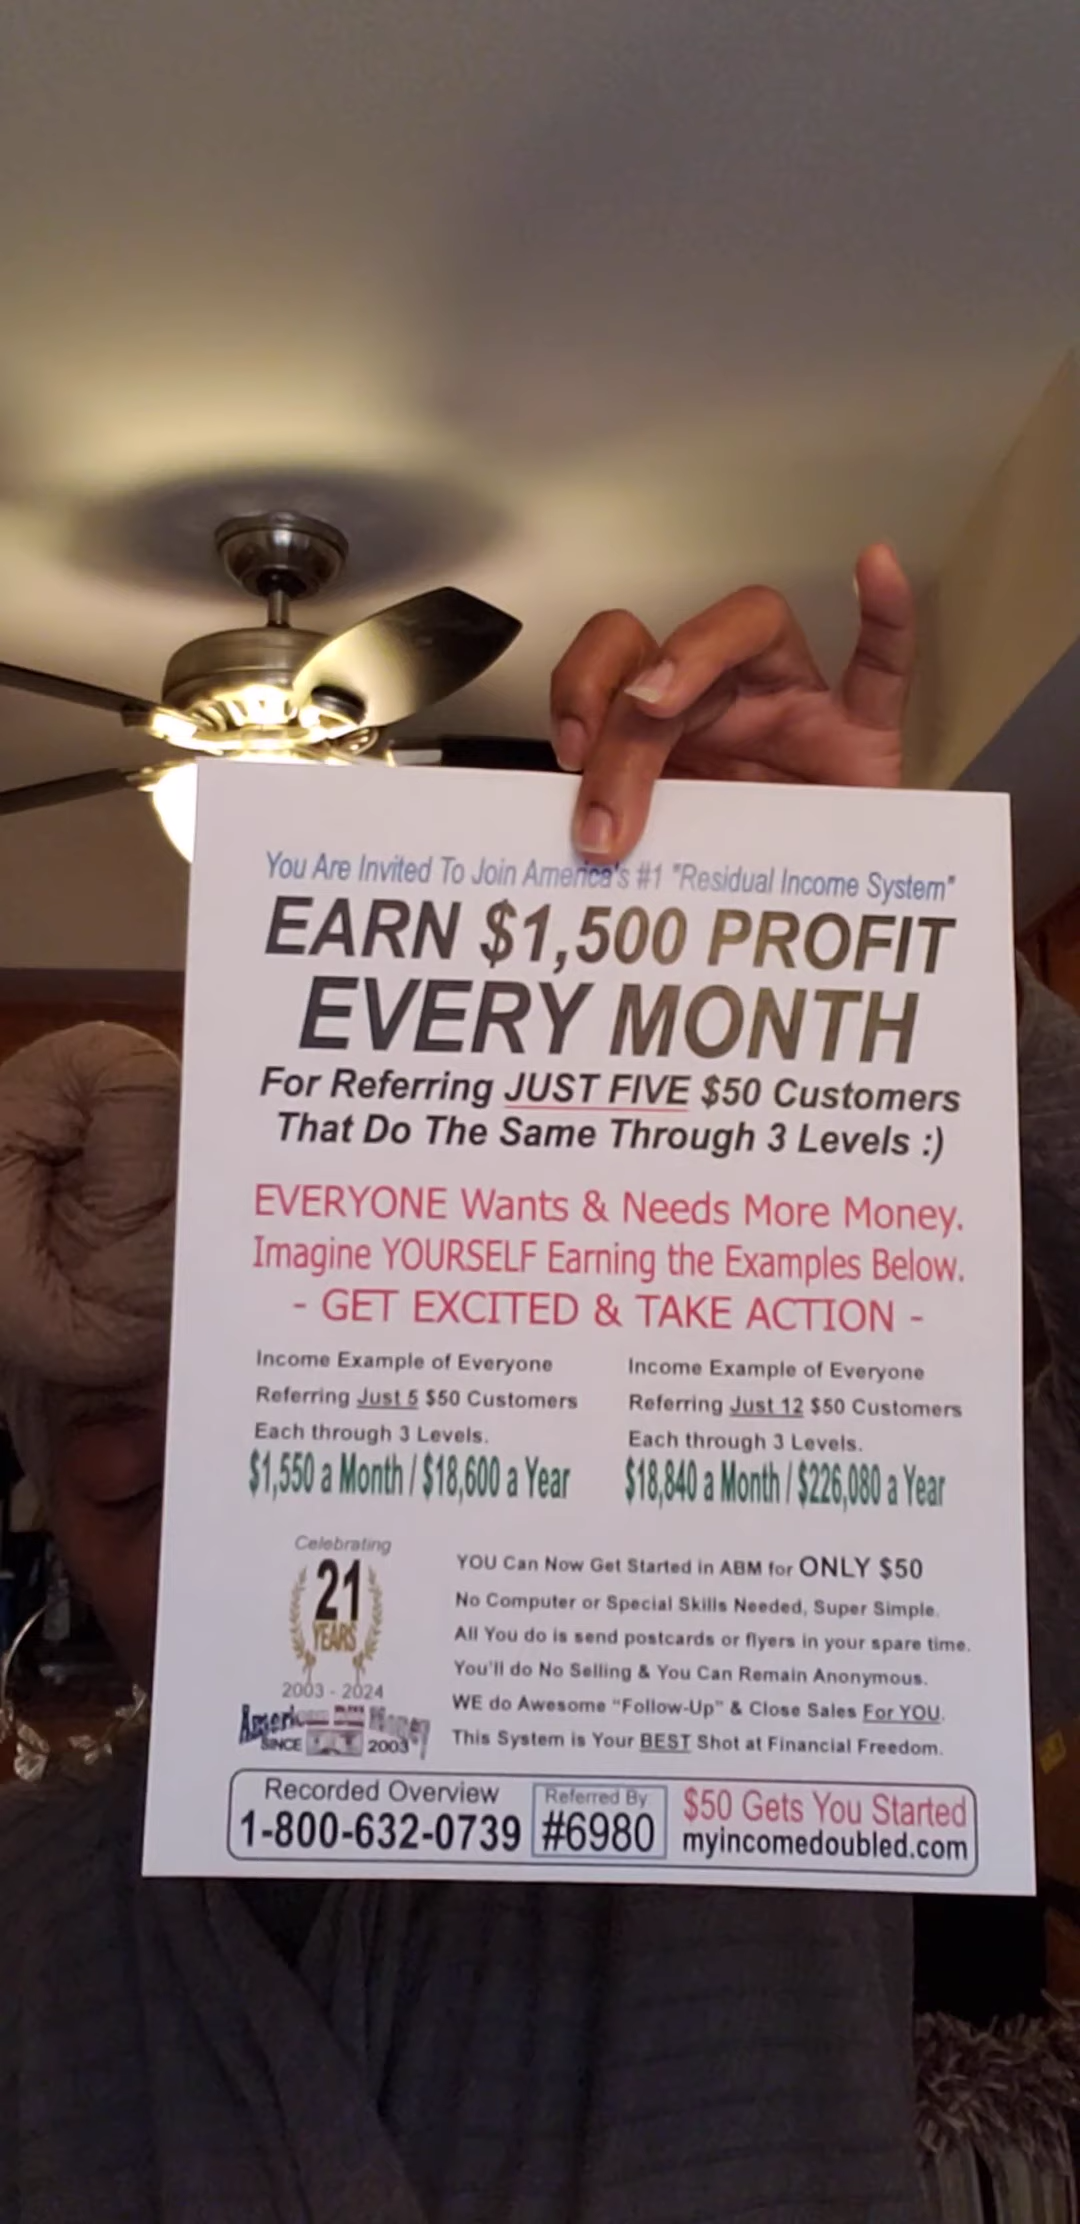 You Are Invited To Join America's #1 "Residual Income System"
EARN $1,500 PROFIT
EVERY MONTH
For Referring JUST FIVE $50 Customers
That Do The Same Through 3 Levels :)
EVERYONE Wants & Needs More Money.
Imagine YOURSELF Earning the Examples Below.
- GET EXCITED & TAKE ACTION -
Income Example of Everyone
Referring Just 5 $50 Customers
Each through 3 Levels.
$1,550 a Month / $18,600 a Year
Income Example of Everyone
Referring Just 12 $50 Customers
Each through 3 Levels.
$18,840 a Month / $226,080 a Year
Celebrating
21
YEARS
2003 - 2024
American Bill Money
SINCE 2003
YOU Can Now Get Started in ABM for ONLY $50
No Computer or Special Skills Needed, Super Simple.
All You do is send postcards or flyers in your spare time.
You'll do No Selling & You Can Remain Anonymous.
WE do Awesome "Follow-Up" & Close Sales For YOU.
This System is Your BEST Shot at Financial Freedom.
Recorded Overview
1-800-632-0739
Referred By
#6980
$50 Gets You Started
myincomedoubled.com